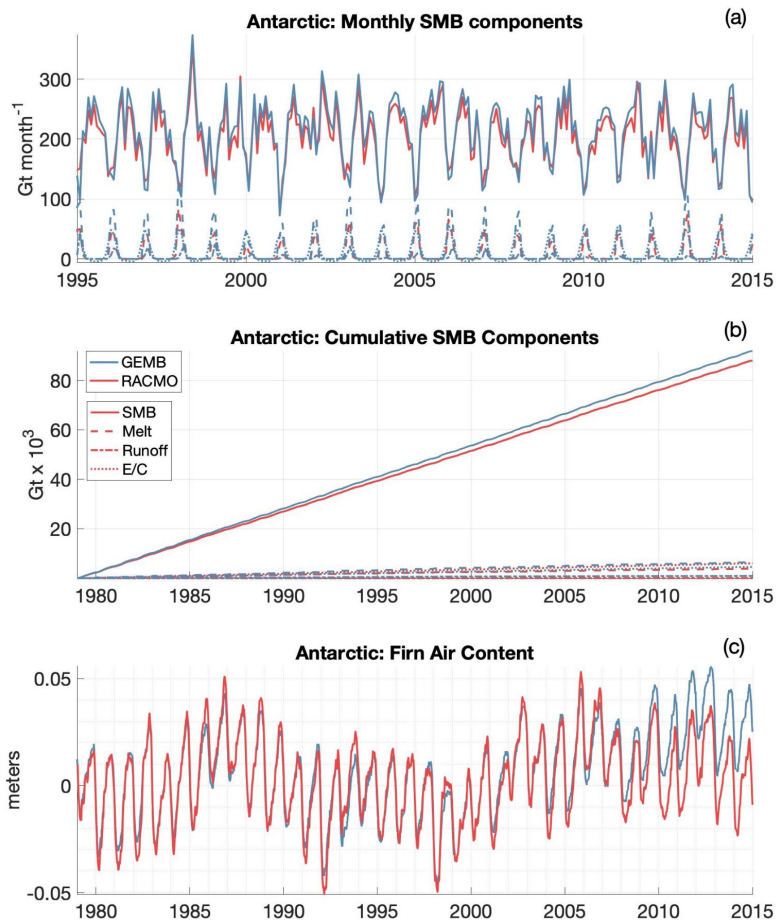 Antarctic: Monthly SMB components
(a)
Gt month⁻¹
300
200
100
0
1995 2000 2005 2010 2015
Antarctic: Cumulative SMB Components
(b)
GEMB
RACMO
SMB
Melt
Runoff
E/C
Gt x 10³
80
60
40
20
1980 1985 1990 1995 2000 2005 2010 2015
Antarctic: Firn Air Content
(c)
meters
0.05
0
-0.05
1980 1985 1990 1995 2000 2005 2010 2015